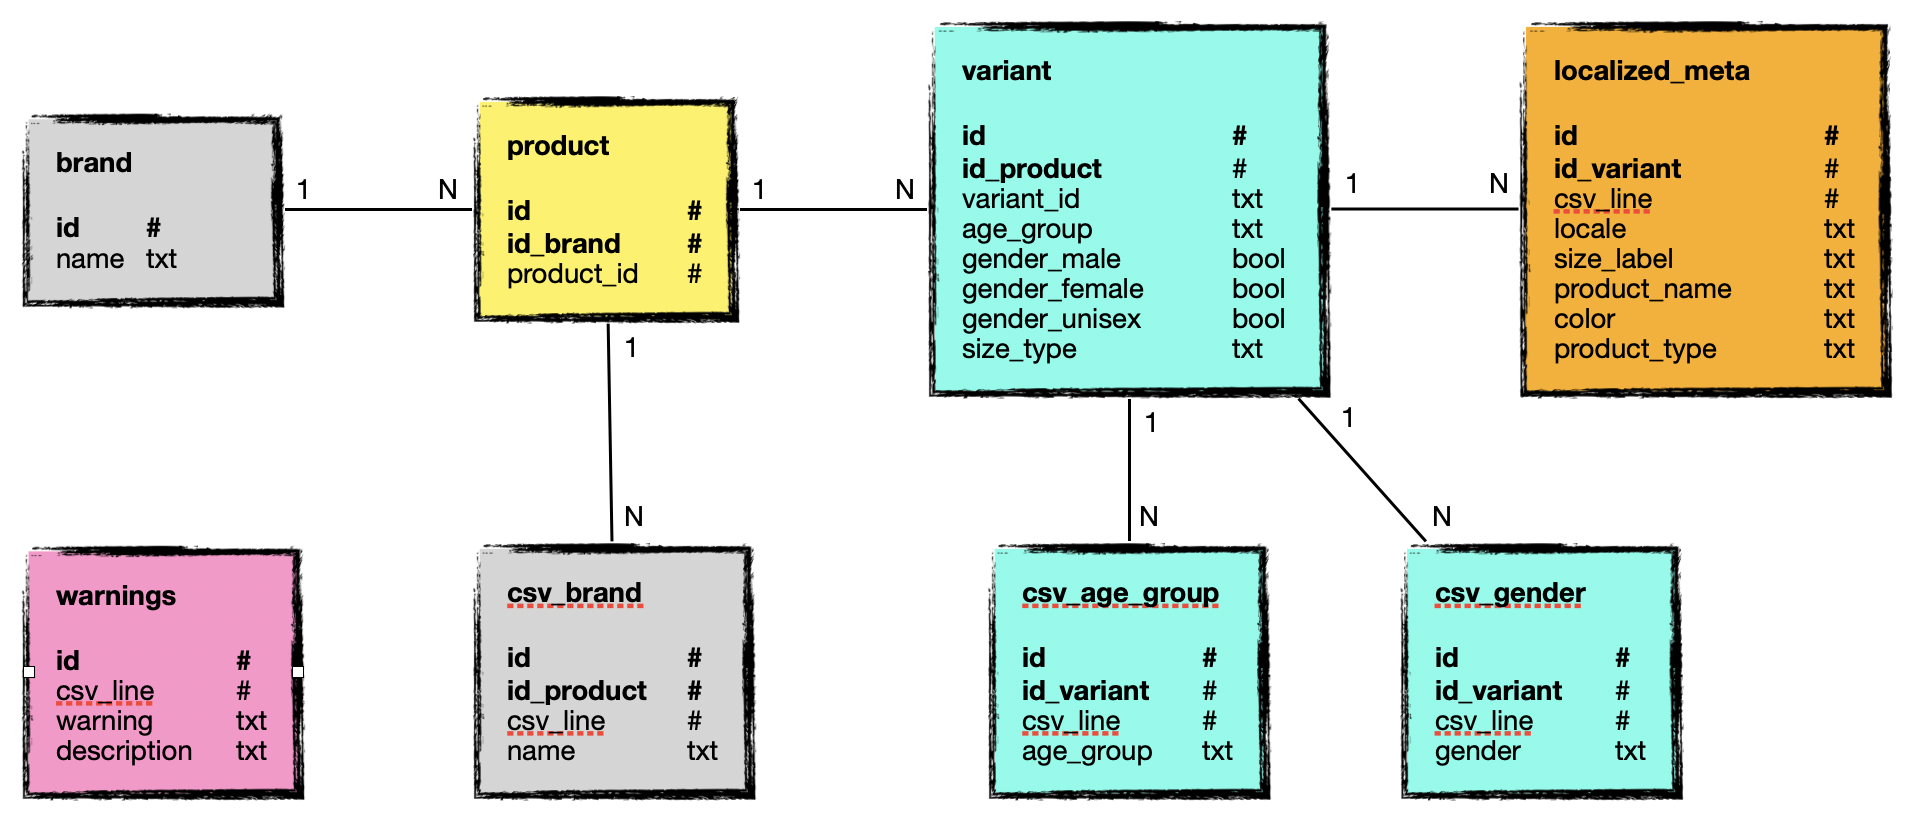 brand
id #
name txt
1
N
product
id #
id_brand #
product_id #
1
N
variant
id #
id_product #
variant_id txt
age_group txt
gender_male bool
gender_female bool
gender_unisex bool
size_type txt
1
N
localized_meta
id #
id_variant #
csv_line #
locale txt
size_label txt
product_name txt
color txt
product_type txt
1
N
1
N
1
N
warnings
id #
csv_line #
warning txt
description txt
csv_brand
id #
id_product #
csv_line #
name txt
csv_age_group
id #
id_variant #
csv_line #
age_group txt
csv_gender
id #
id_variant #
csv_line #
gender txt